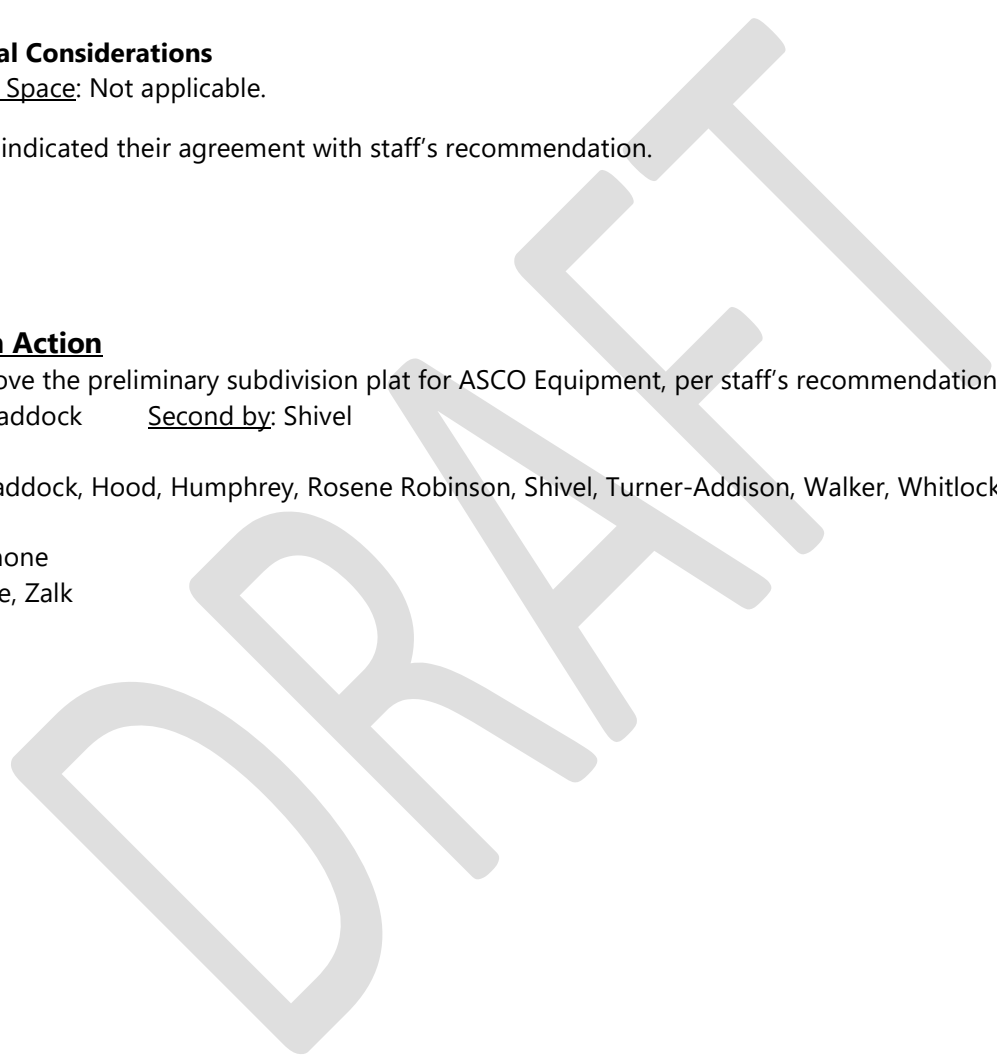 al Considerations
Space: Not applicable.
indicated their agreement with staff's recommendation.
Action
ove the preliminary subdivision plat for ASCO Equipment, per staff's recommendation
addock Second by: Shivel
addock, Hood, Humphrey, Rosene Robinson, Shivel, Turner-Addison, Walker, Whitlock
none
e, Zalk
DRAFT